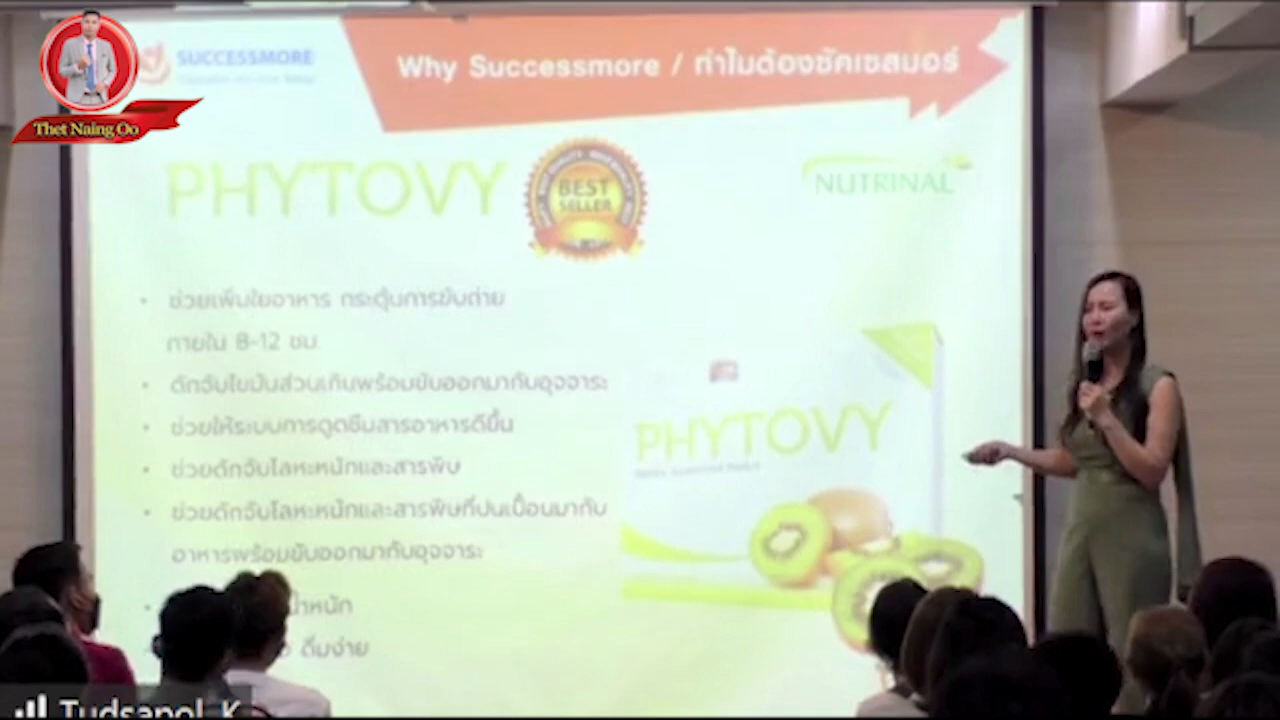 Thet Naing Oo
SUCCESSMORE
Why Successmore / ทำไมต้องซัคเซสมอร์
PHYTOVY
BEST
SELLER
NUTRINAL
• ช่วยเพิ่มใยอาหาร กระตุ้นการขับถ่าย
ภายใน 8-12 ชม.
• ดักจับไขมันส่วนเกินพร้อมขับออกมากับอุจจาระ
• ช่วยให้ระบบการดูดซึมสารอาหารดีขึ้น
• ช่วยดักจับโลหะหนักและสารพิษ
• ช่วยดักจับโลหะหนักและสารพิษที่ปนเปื้อนมากับ
อาหารพร้อมขับออกมากับอุจจาระ
น้ำหนัก
ดื่มง่าย
PHYTOVY
Tudsapol K